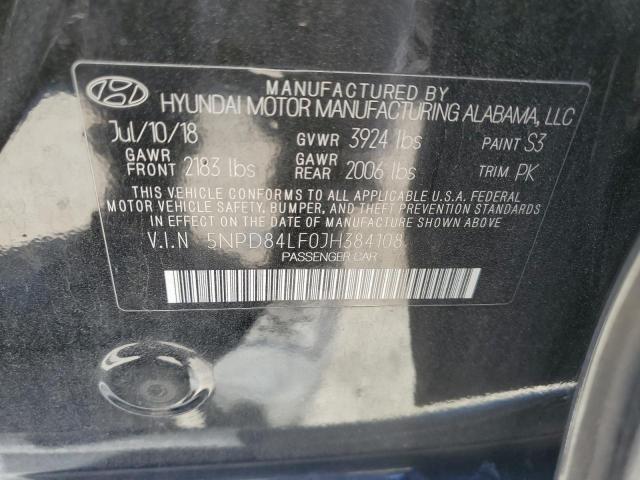 MANUFACTURED BY
HYUNDAI MOTOR MANUFACTURING ALABAMA, LLC
Jul/10/18 GVWR 3924 lbs PAINT S3
GAWR FRONT 2183 lbs GAWR REAR 2006 lbs TRIM PK
THIS VEHICLE CONFORMS TO ALL APPLICABLE U.S.A. FEDERAL
MOTOR VEHICLE SAFETY, BUMPER, AND THEFT PREVENTION STANDARDS
IN EFFECT ON THE DATE OF MANUFACTURE SHOWN ABOVE.
V.I.N 5NPD84LF0JH384108
PASSENGER CAR